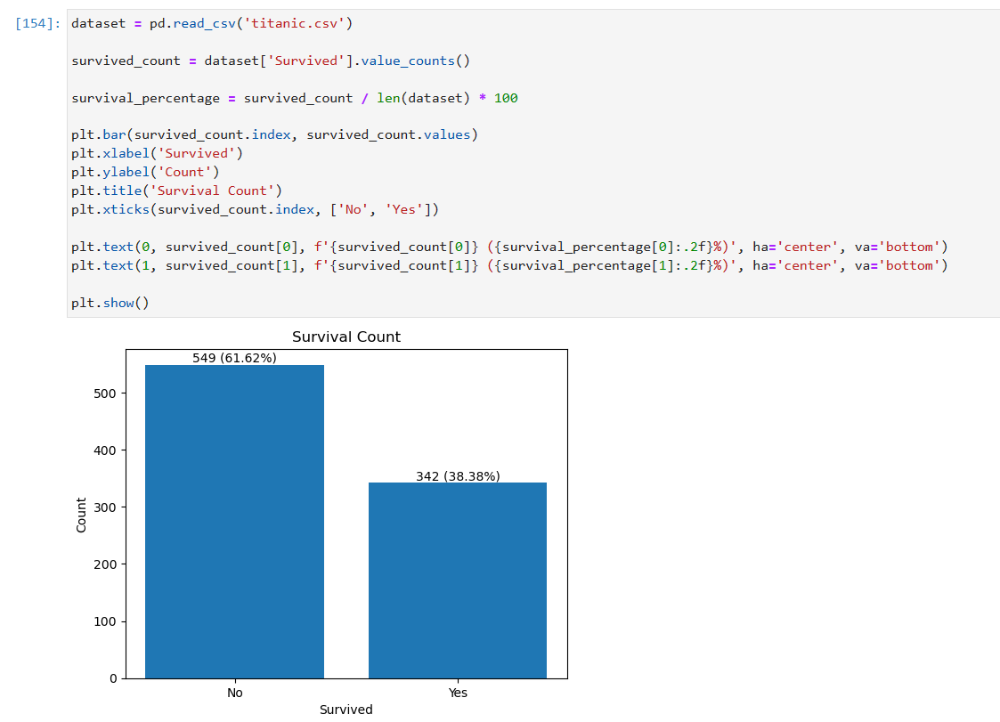 [154]: dataset = pd.read_csv('titanic.csv')
survived_count = dataset['Survived'].value_counts()
survival_percentage = survived_count / len(dataset) * 100
plt.bar(survived_count.index, survived_count.values)
plt.xlabel('Survived')
plt.ylabel('Count')
plt.title('Survival Count')
plt.xticks(survived_count.index, ['No', 'Yes'])
plt.text(0, survived_count[0], f'{survived_count[0]} ({survival_percentage[0]:.2f}%)', ha='center', va='bottom')
plt.text(1, survived_count[1], f'{survived_count[1]} ({survival_percentage[1]:.2f}%)', ha='center', va='bottom')
plt.show()
Survival Count
549 (61.62%)
342 (38.38%)
500
400
300
200
100
0
Count
No Yes
Survived